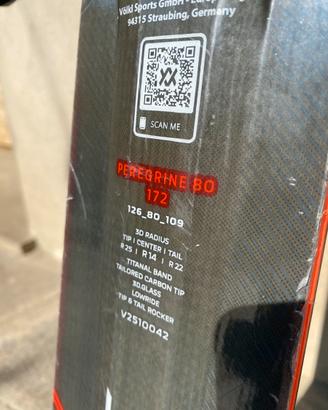 Völkl Sports GmbH - Europa
94315 Straubing, Germany
SCAN ME
PEREGRINE 80
172
126_80_109
3D RADIUS
TIP | CENTER | TAIL
R 25 | R 14 | R 22
TITANAL BAND
TAILORED CARBON TIP
3D.GLASS
LOWRIDE
TIP & TAIL ROCKER
V2510042